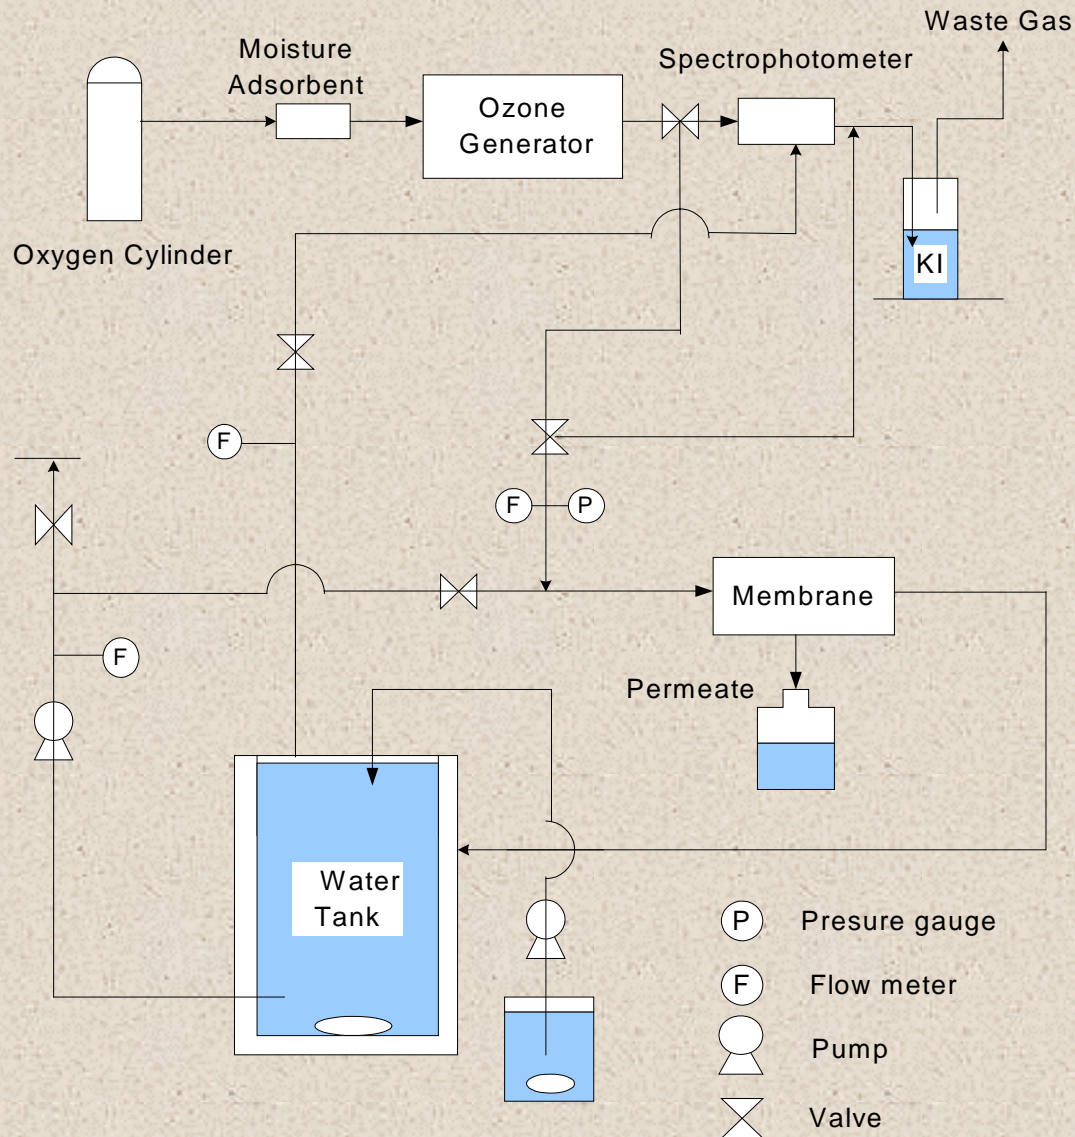 Waste Gas
Moisture
Adsorbent
Spectrophotometer
Ozone
Generator
Oxygen Cylinder
KI
F
F
P
Membrane
F
Permeate
Water
Tank
P Presure gauge
F Flow meter
Pump
Valve